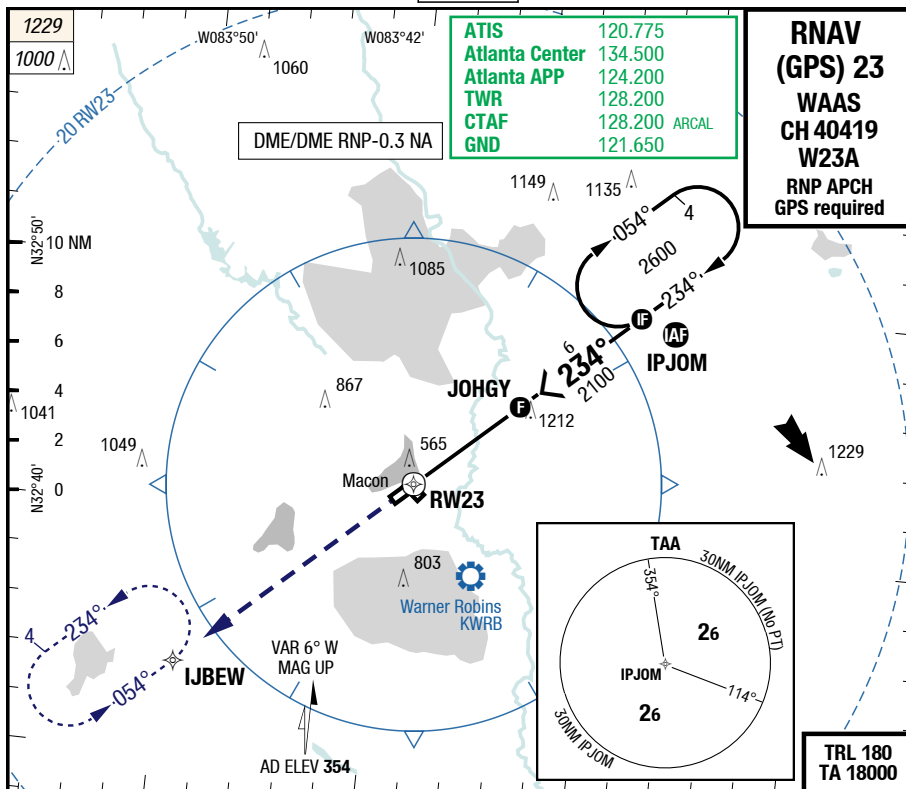 1229
1000
W083°50'
W083°42'
1060
20 RW23
DME/DME RNP-0.3 NA
ATIS 120.775
Atlanta Center 134.500
Atlanta APP 124.200
TWR 128.200
CTAF 128.200 ARCAL
GND 121.650
RNAV
(GPS) 23
WAAS
CH 40419
W23A
RNP APCH
GPS required
1149
1135
054°
4
2600
234°
N32°50'
10 NM
8
6
4
2
0
N32°40'
1085
IF
IAF
IPJOM
6
234°
2100
JOHGY
F
1212
867
1041
1049
565
1229
Macon
RW23
803
Warner Robins
KWRB
234°
4
054°
IJBEW
VAR 6° W
MAG UP
AD ELEV 354
TAA
30NM IPJOM (No PT)
354°
26
IPJOM
114°
26
30NM IPJOM
TRL 180
TA 18000